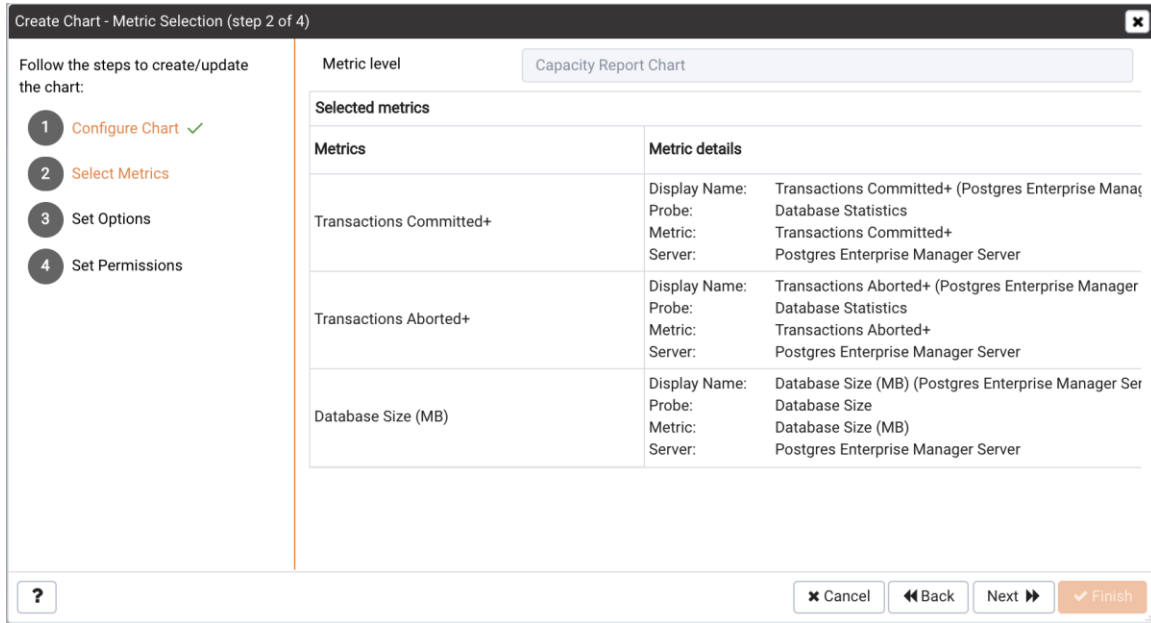 Create Chart - Metric Selection (step 2 of 4)
Follow the steps to create/update
the chart:
1 Configure Chart
2 Select Metrics
3 Set Options
4 Set Permissions
Metric level Capacity Report Chart
Selected metrics
Metrics Metric details
Transactions Committed+
Display Name: Transactions Committed+ (Postgres Enterprise Manag
Probe: Database Statistics
Metric: Transactions Committed+
Server: Postgres Enterprise Manager Server
Transactions Aborted+
Display Name: Transactions Aborted+ (Postgres Enterprise Manager
Probe: Database Statistics
Metric: Transactions Aborted+
Server: Postgres Enterprise Manager Server
Database Size (MB)
Display Name: Database Size (MB) (Postgres Enterprise Manager Ser
Probe: Database Size
Metric: Database Size (MB)
Server: Postgres Enterprise Manager Server
? Cancel Back Next Finish